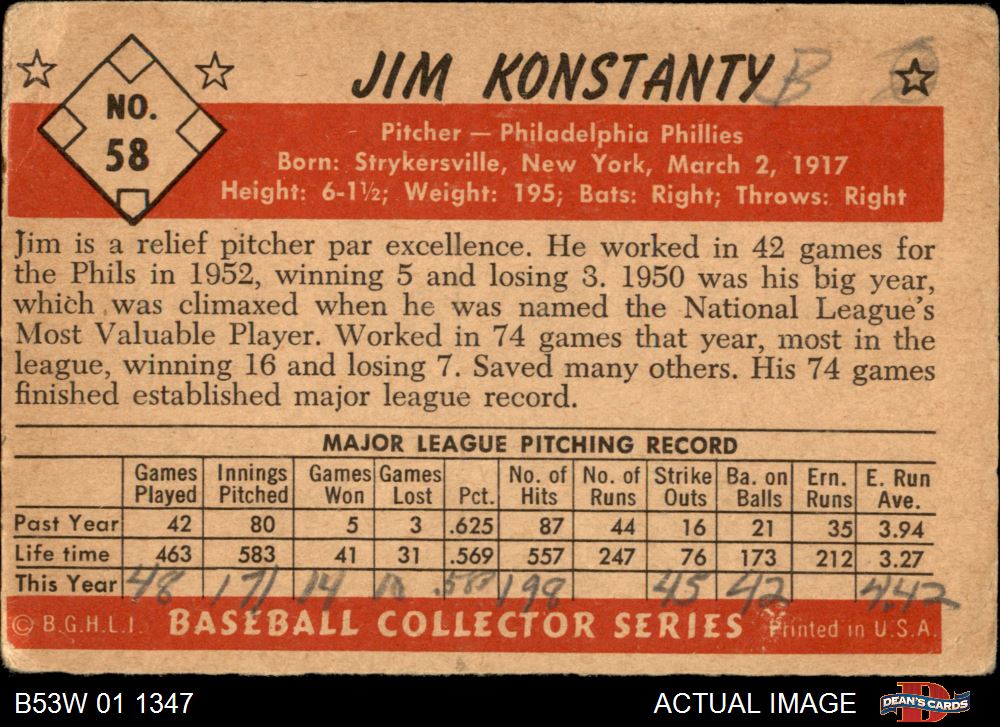 JIM KONSTANTY B
NO.
58
Pitcher — Philadelphia Phillies
Born: Strykersville, New York, March 2, 1917
Height: 6-1½; Weight: 195; Bats: Right; Throws: Right
Jim is a relief pitcher par excellence. He worked in 42 games for
the Phils in 1952, winning 5 and losing 3. 1950 was his big year,
which was climaxed when he was named the National League's
Most Valuable Player. Worked in 74 games that year, most in the
league, winning 16 and losing 7. Saved many others. His 74 games
finished established major league record.
MAJOR LEAGUE PITCHING RECORD
Games Innings Games Games No. of No. of Strike Ba. on Ern. E. Run
Played Pitched Won Lost Pct. Hits Runs Outs Balls Runs Ave.
Past Year 42 80 5 3 .625 87 44 16 21 35 3.94
Life time 463 583 41 31 .569 557 247 76 173 212 3.27
This Year 48 171 14 198 45 42 4.42
© B.G.H.L.I. BASEBALL COLLECTOR SERIES Printed in U.S.A.
B53W 01 1347 ACTUAL IMAGE DEAN'S CARDS